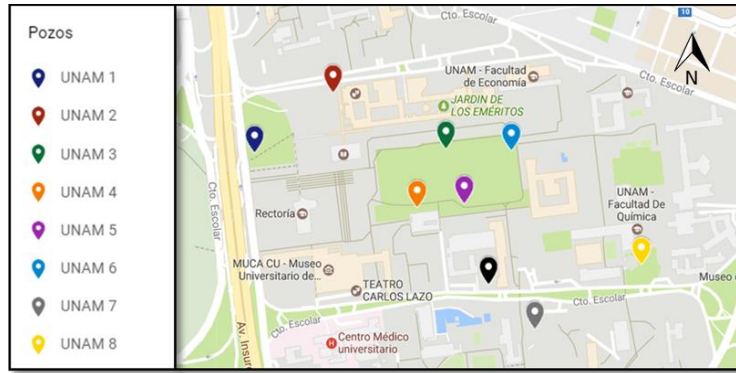 Pozos
UNAM 1
UNAM 2
UNAM 3
UNAM 4
UNAM 5
UNAM 6
UNAM 7
UNAM 8
Cto. Escolar
10
UNAM - Facultad
de Economía
Cto. Escolar
JARDIN DE
LOS EMÉRITOS
N
Cto. Escolar
Rectoría
UNAM -
Facultad De
Química
MUCA CU - Museo
Universitario de...
TEATRO
CARLOS LAZO
Museo
Cto. Escolar
Cto. Escolar
Av. Insur
Centro Médico
universitario